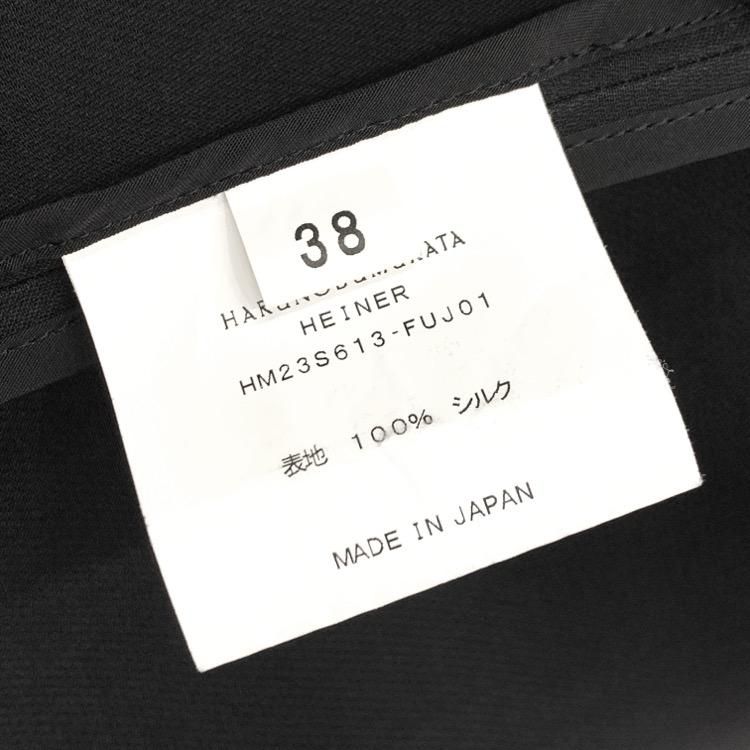 38
HARUNOBUMURATA
HEINER
HM23S613-FUJ01
表地 100% シルク
MADE IN JAPAN